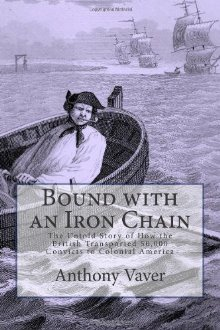 BOUND WITH
AN IRON CHAIN
The Untold Story of How the
British Transported 50,000
Convicts to Colonial America
Anthony Vaver